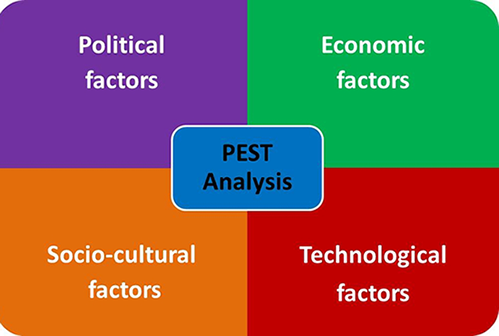 Political
factors
Economic
factors
PEST
Analysis
Socio-cultural
factors
Technological
factors